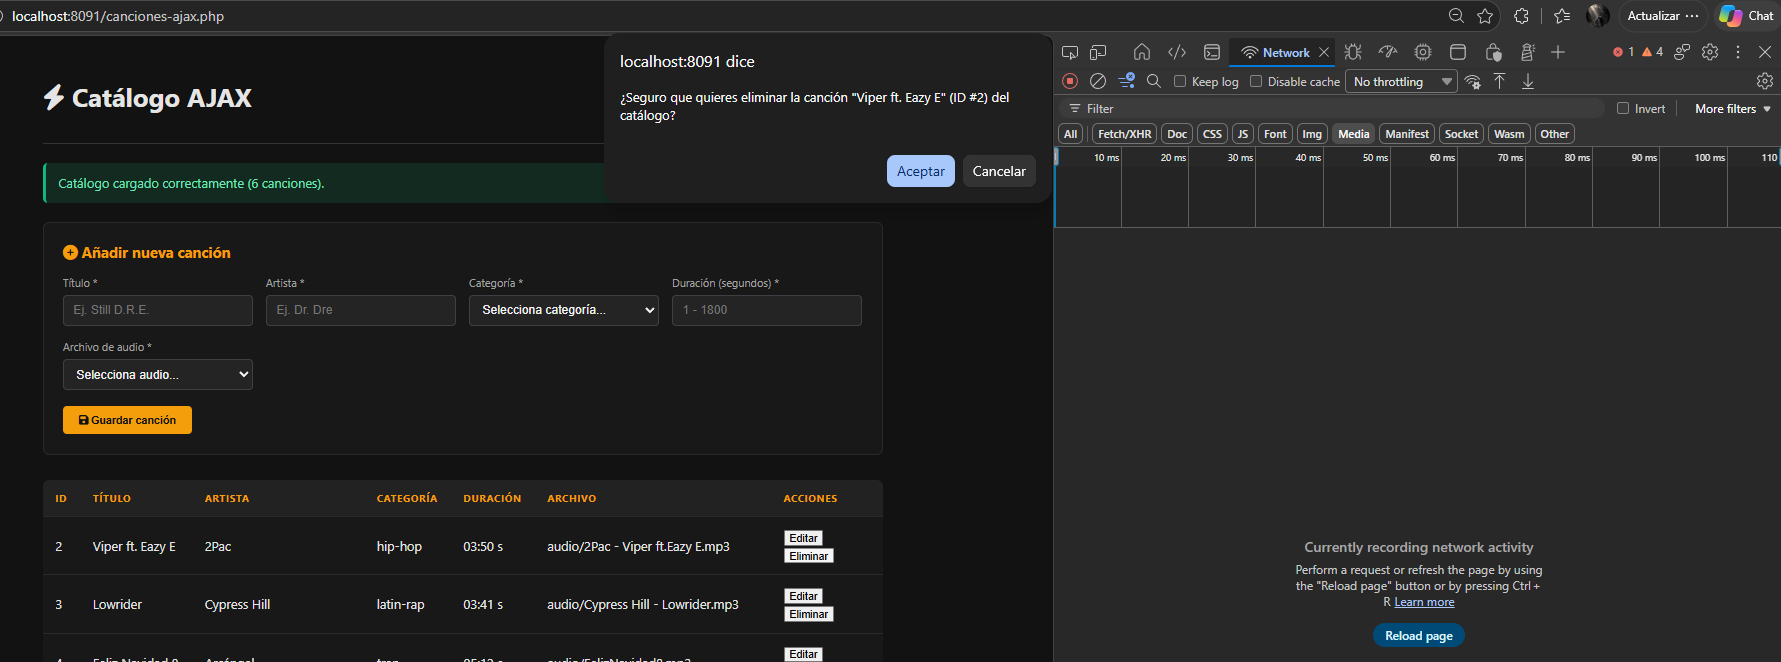 localhost:8091/canciones-ajax.php
Actualizar ...
Chat
Catálogo AJAX
Catálogo cargado correctamente (6 canciones).
localhost:8091 dice
¿Seguro que quieres eliminar la canción "Viper ft. Eazy E" (ID #2) del
catálogo?
Aceptar
Cancelar
Añadir nueva canción
Título *
Artista *
Categoría *
Duración (segundos) *
Ej. Still D.R.E.
Ej. Dr. Dre
Selecciona categoría...
1 - 1800
Archivo de audio *
Selecciona audio...
Guardar canción
ID TÍTULO ARTISTA CATEGORÍA DURACIÓN ARCHIVO ACCIONES
2 Viper ft. Eazy E 2Pac hip-hop 03:50 s audio/2Pac - Viper ft.Eazy E.mp3
Editar
Eliminar
3 Lowrider Cypress Hill latin-rap 03:41 s audio/Cypress Hill - Lowrider.mp3
Editar
Eliminar
Editar
Network
1
4
Keep log
Disable cache
No throttling
Filter
Invert
More filters
All
Fetch/XHR
Doc
CSS
JS
Font
Img
Media
Manifest
Socket
Wasm
Other
10 ms
20 ms
30 ms
40 ms
50 ms
60 ms
70 ms
80 ms
90 ms
100 ms
110
Currently recording network activity
Perform a request or refresh the page by using
the "Reload page" button or by pressing Ctrl +
R Learn more
Reload page